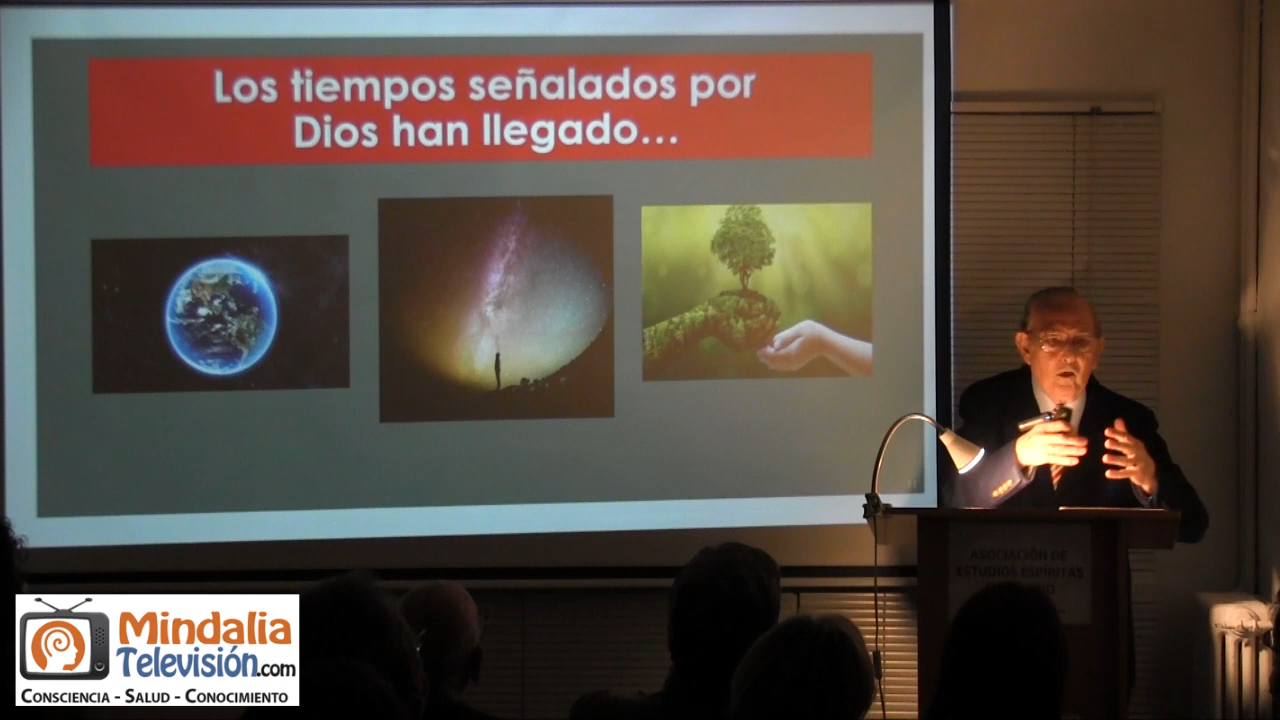 Los tiempos señalados por
Dios han llegado...
ASOCIACIÓN DE
ESTUDIOS ESPÍRITAS
Mindalia
Televisión.com
CONSCIENCIA - SALUD - CONOCIMIENTO